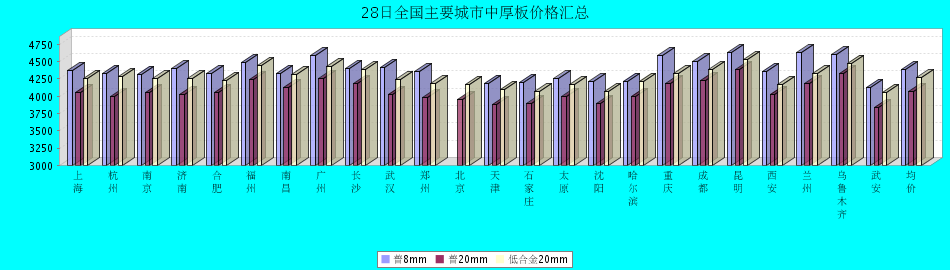 28日全国主要城市中厚板价格汇总
4750
4500
4250
4000
3750
3500
3250
3000
上海
杭州
南京
济南
合肥
福州
南昌
广州
长沙
武汉
郑州
北京
天津
石家庄
太原
沈阳
哈尔滨
重庆
成都
昆明
西安
兰州
乌鲁木齐
武安
均价
普8mm 普20mm 低合金20mm